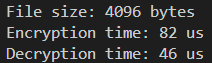 File size: 4096 bytes
Encryption time: 82 us
Decryption time: 46 us